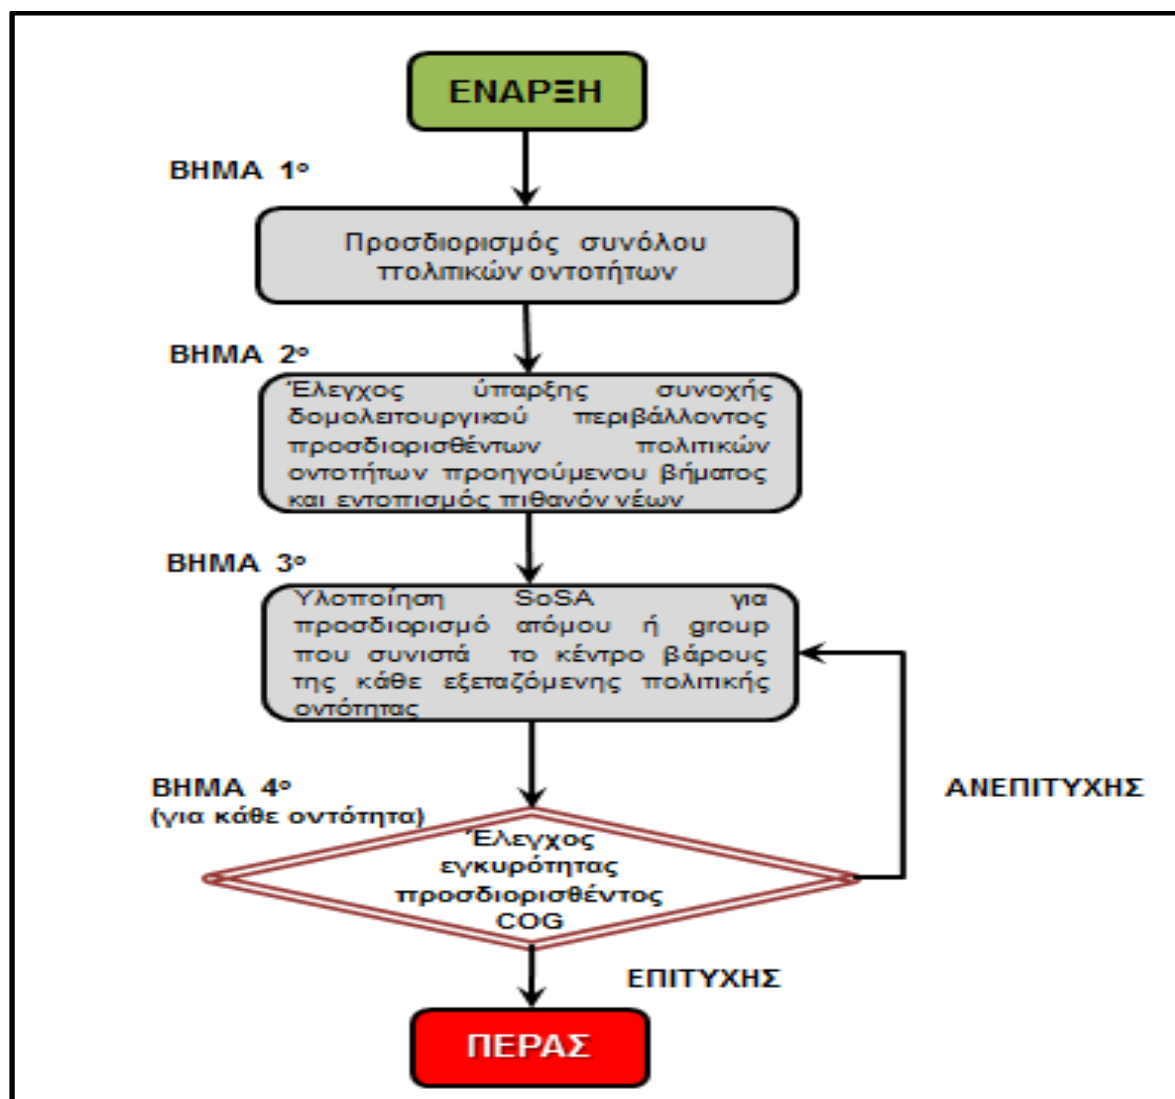 ΕΝΑΡΞΗ
ΒΗΜΑ 1ο
Προσδιορισμός συνόλου
πολιτικών οντοτήτων
ΒΗΜΑ 2ο
Έλεγχος ύπαρξης συνοχής
δομολειτουργικού περιβάλλοντος
προσδιορισθέντων πολιτικών
οντοτήτων προηγούμενου βήματος
και εντοπισμός πιθανόν νέων
ΒΗΜΑ 3ο
Υλοποίηση SoSA για
προσδιορισμό ατόμου ή group
που συνιστά το κέντρο βάρους
της κάθε εξεταζόμενης πολιτικής
οντότητας
ΒΗΜΑ 4ο
(για κάθε οντότητα)
ΑΝΕΠΙΤΥΧΗΣ
Έλεγχος
εγκυρότητας
προσδιορισθέντος
COG
ΕΠΙΤΥΧΗΣ
ΠΕΡΑΣ